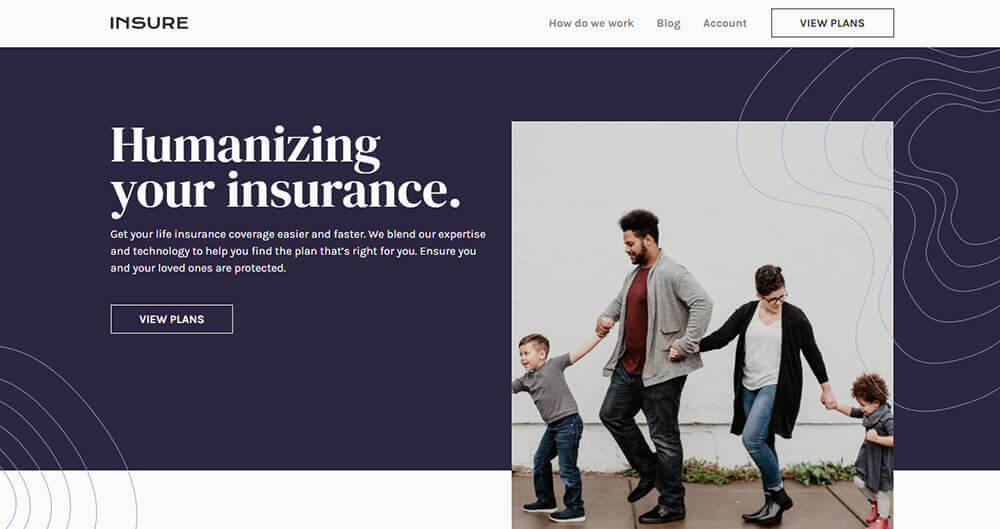 INSURE
How do we work
Blog
Account
VIEW PLANS
Humanizing
your insurance.
Get your life insurance coverage easier and faster. We blend our expertise
and technology to help you find the plan that's right for you. Ensure you
and your loved ones are protected.
VIEW PLANS